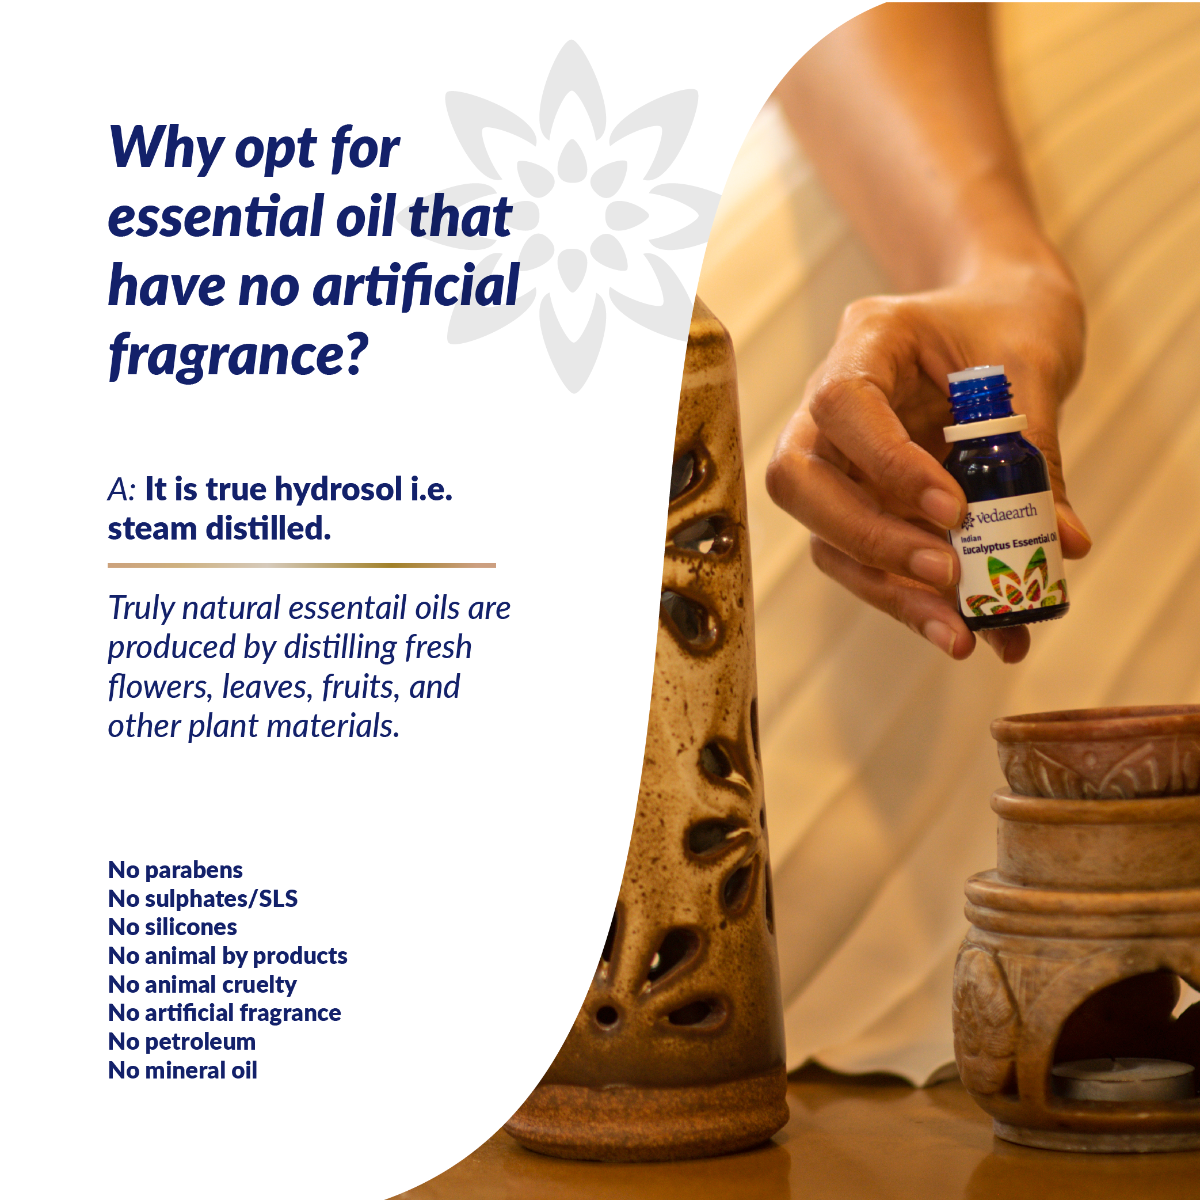 Why opt for
essential oil that
have no artificial
fragrance?
A: It is true hydrosol i.e.
steam distilled.
Truly natural essentail oils are
produced by distilling fresh
flowers, leaves, fruits, and
other plant materials.
No parabens
No sulphates/SLS
No silicones
No animal by products
No animal cruelty
No artificial fragrance
No petroleum
No mineral oil
vedaearth
Indian
Eucalyptus Essential Oil